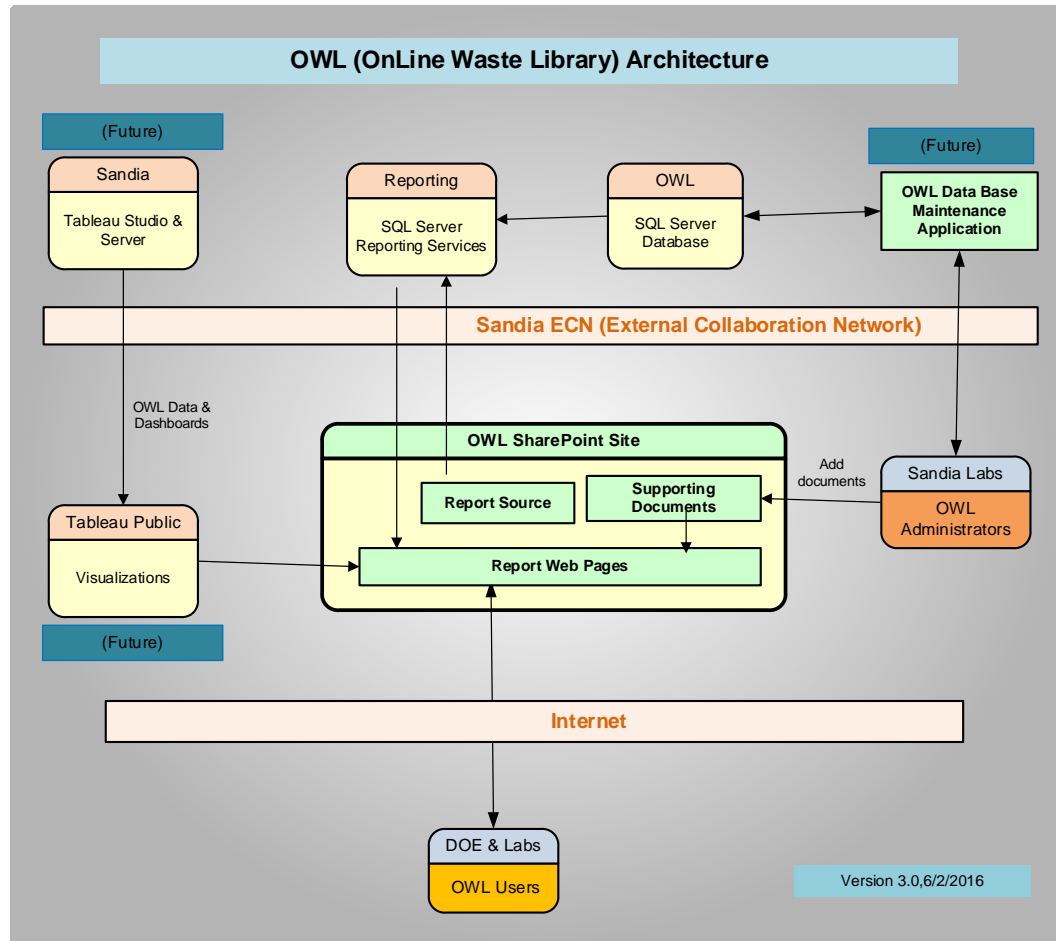 OWL (OnLine Waste Library) Architecture
(Future)
(Future)
Sandia
Tableau Studio &
Server
Reporting
SQL Server
Reporting Services
OWL
SQL Server
Database
OWL Data Base
Maintenance
Application
Sandia ECN (External Collaboration Network)
OWL Data &
Dashboards
OWL SharePoint Site
Report Source
Supporting
Documents
Report Web Pages
Add
documents
Sandia Labs
OWL
Administrators
Tableau Public
Visualizations
(Future)
Internet
DOE & Labs
OWL Users
Version 3.0,6/2/2016